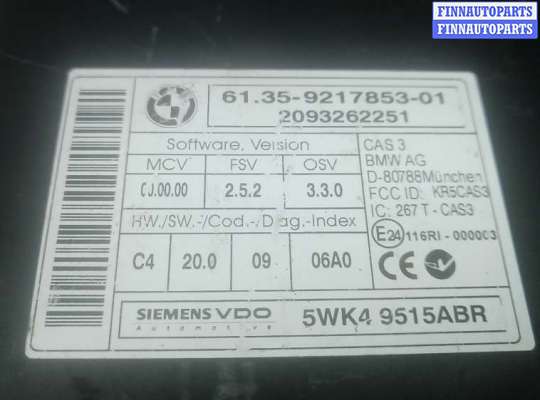 FINNAUTOPARTS
FINNAUTOPARTS
61.35-9217853-01
2093262251
Software, Version
MCV FSV OSV
CJ.00.00 2.5.2 3.3.0
HW./SW.-/Cod.-/Diag.-Index
C4 20.0 09 06A0
CAS 3
BMW AG
D-80788München
FCC ID: KR5CAS3
IC: 267 T - CAS3
E24 116RI - 000003
CE
SIEMENS VDO
Automotive
5WK4 9515ABR